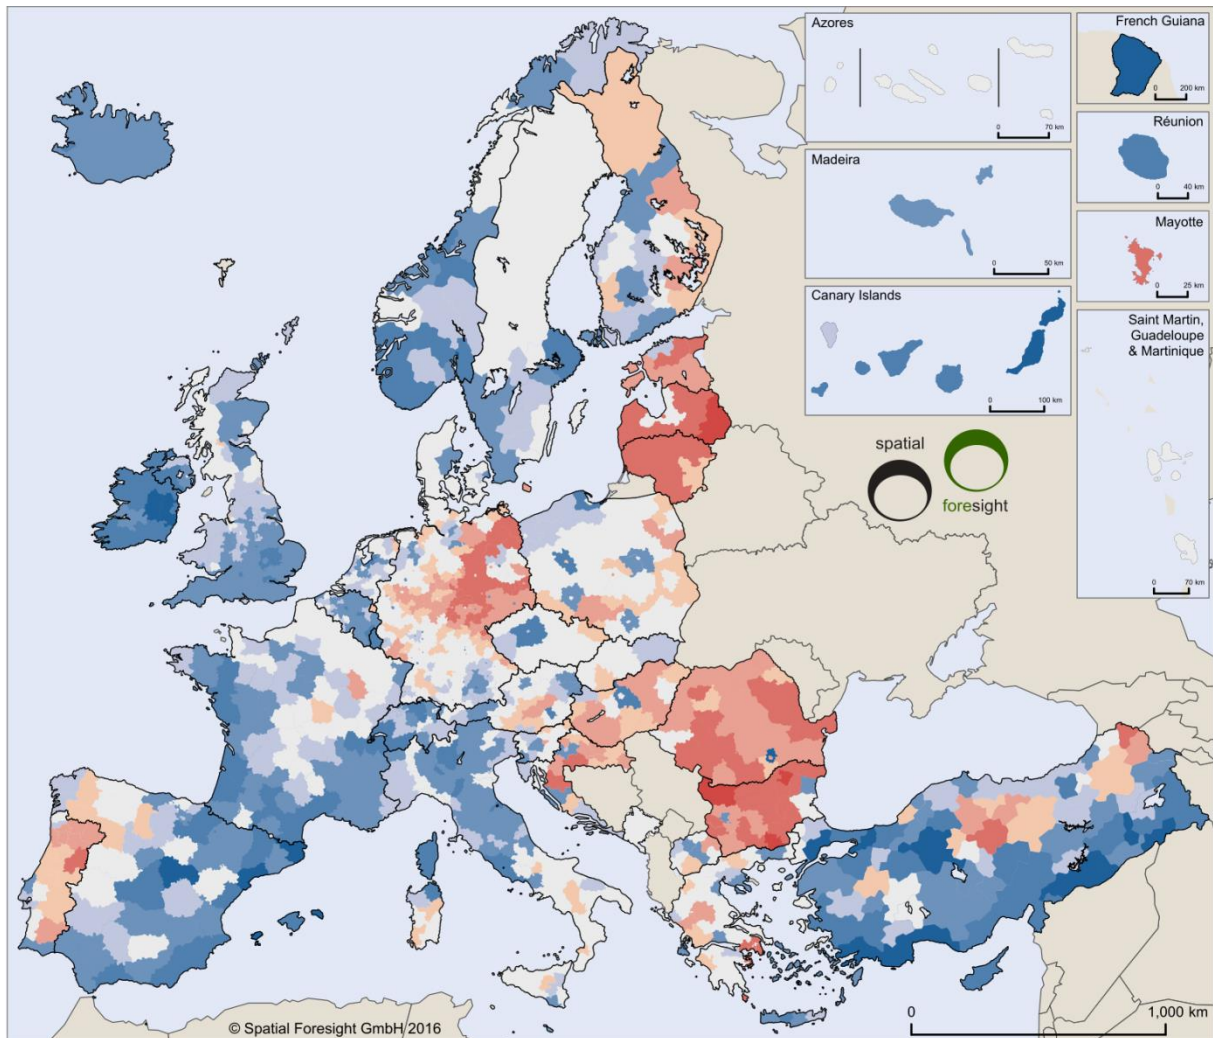 Azores
0
70 km
French Guiana
0
200 km
Madeira
0
50 km
Réunion
0
40 km
Mayotte
0
25 km
Canary Islands
0
100 km
Saint Martin,
Guadeloupe
& Martinique
0
70 km
spatial
foresight
© Spatial Foresight GmbH 2016
0
1,000 km